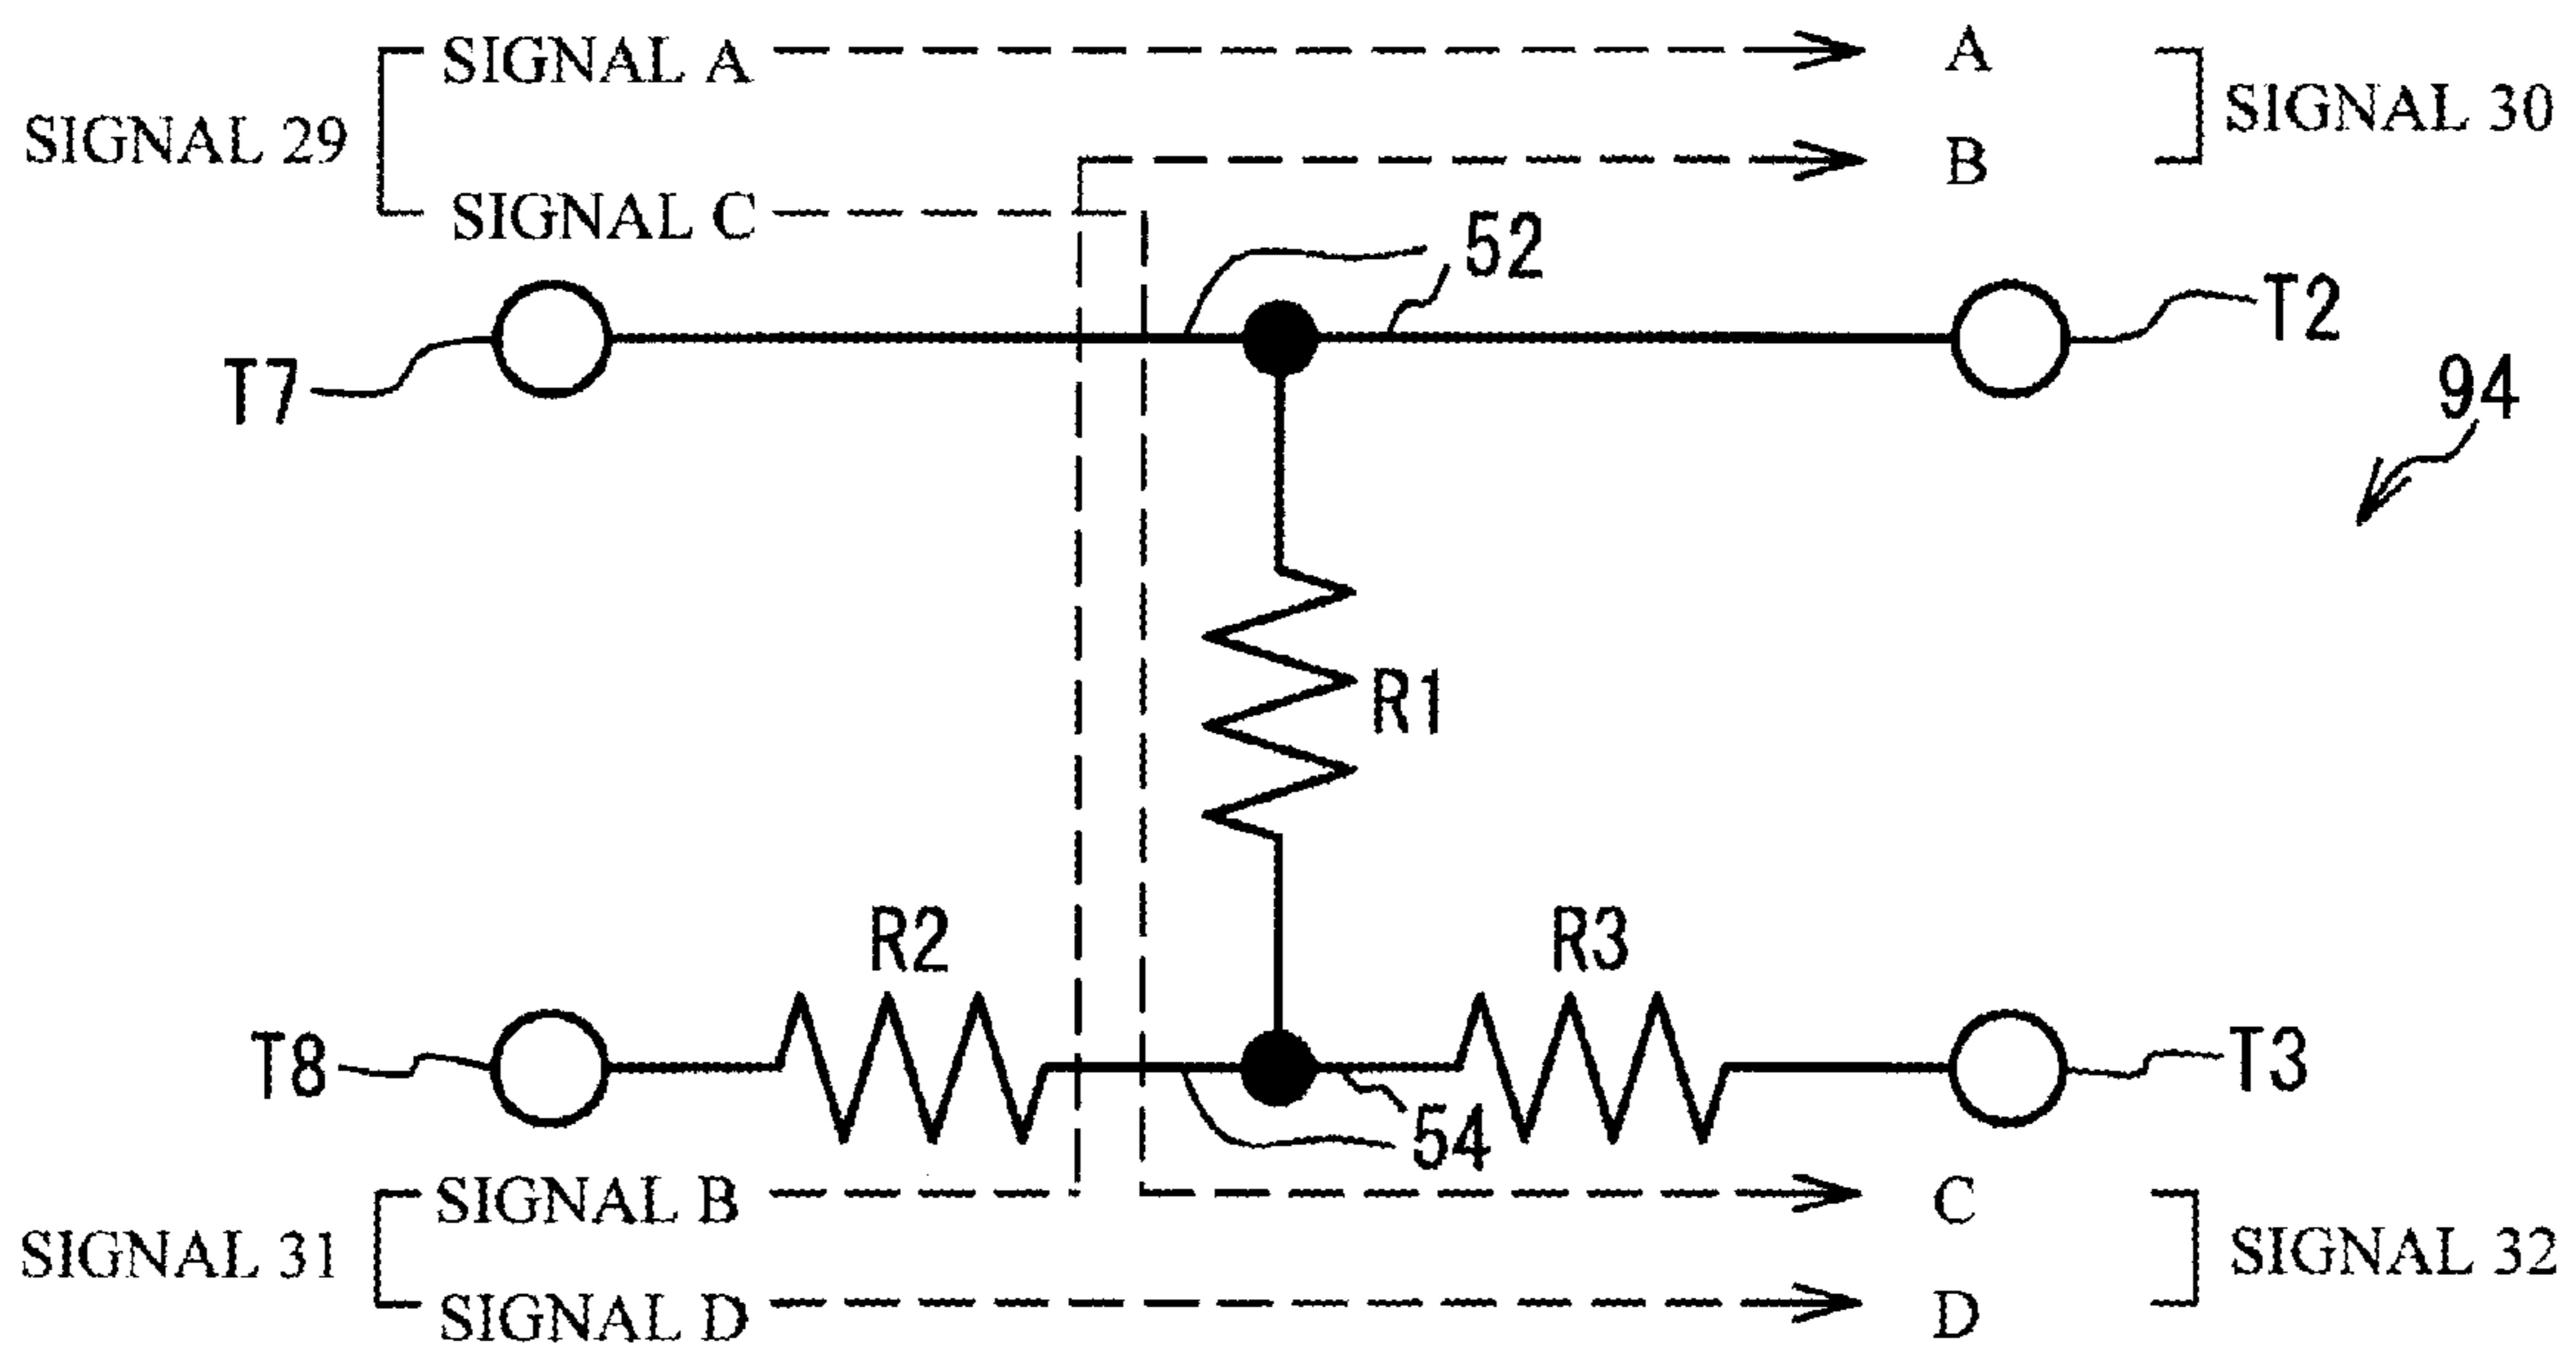 SIGNAL A
A
SIGNAL 29
SIGNAL 30
B
SIGNAL C
52
T7
T2
94
R1
R2
R3
T8
T3
54
SIGNAL B
C
SIGNAL 31
SIGNAL 32
SIGNAL D
D